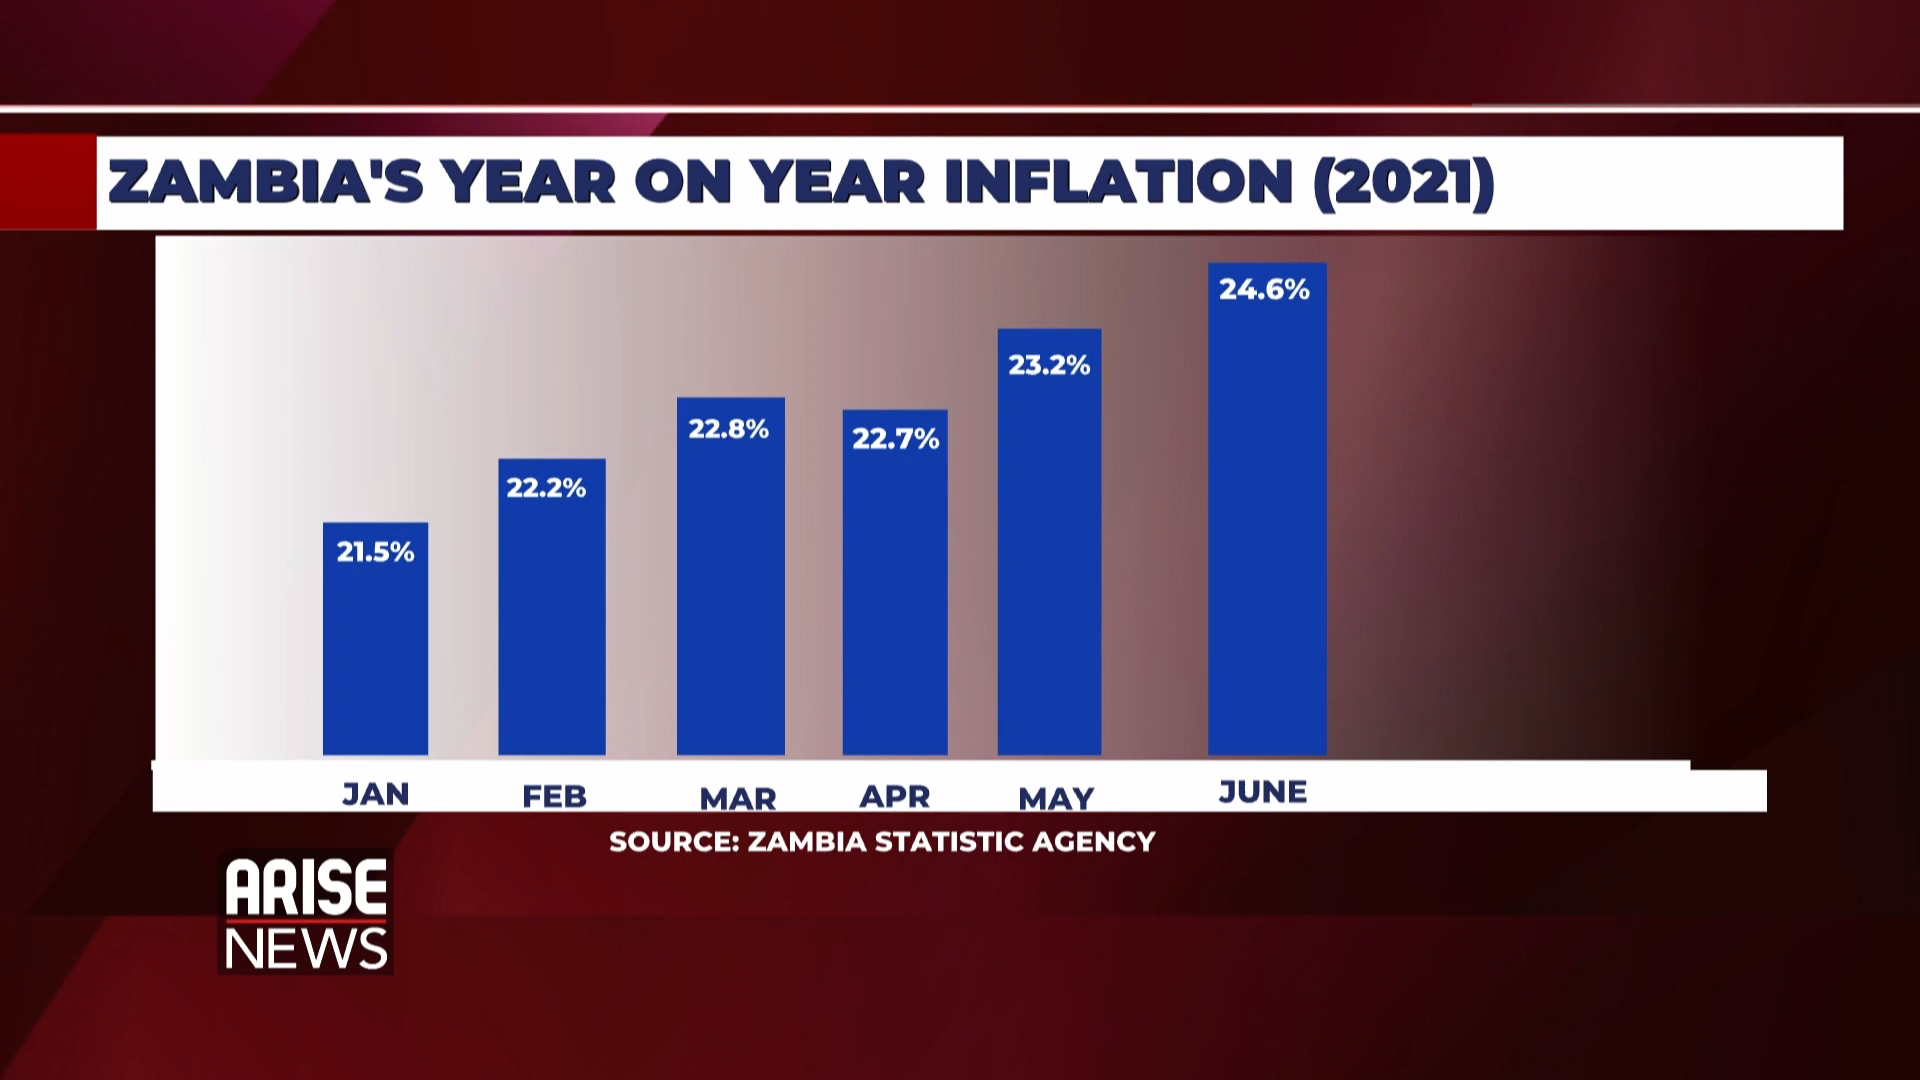 ZAMBIA'S YEAR ON YEAR INFLATION (2021)
21.5%
22.2%
22.8%
22.7%
23.2%
24.6%
JAN
FEB
MAR
APR
MAY
JUNE
SOURCE: ZAMBIA STATISTIC AGENCY
ARISE
NEWS